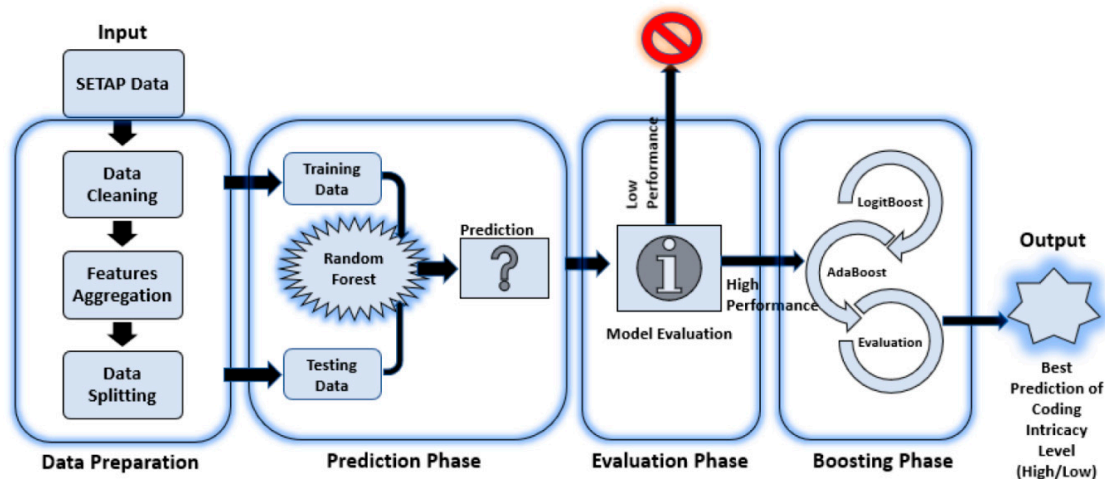 Input
SETAP Data
Data
Cleaning
Features
Aggregation
Data
Splitting
Data Preparation
Training
Data
Random
Forest
Testing
Data
Prediction
Prediction Phase
Low
Performance
High
Performance
Model Evaluation
Evaluation Phase
LogitBoost
AdaBoost
Evaluation
Boosting Phase
Output
Best
Prediction of
Coding
Intricacy
Level
(High/Low)